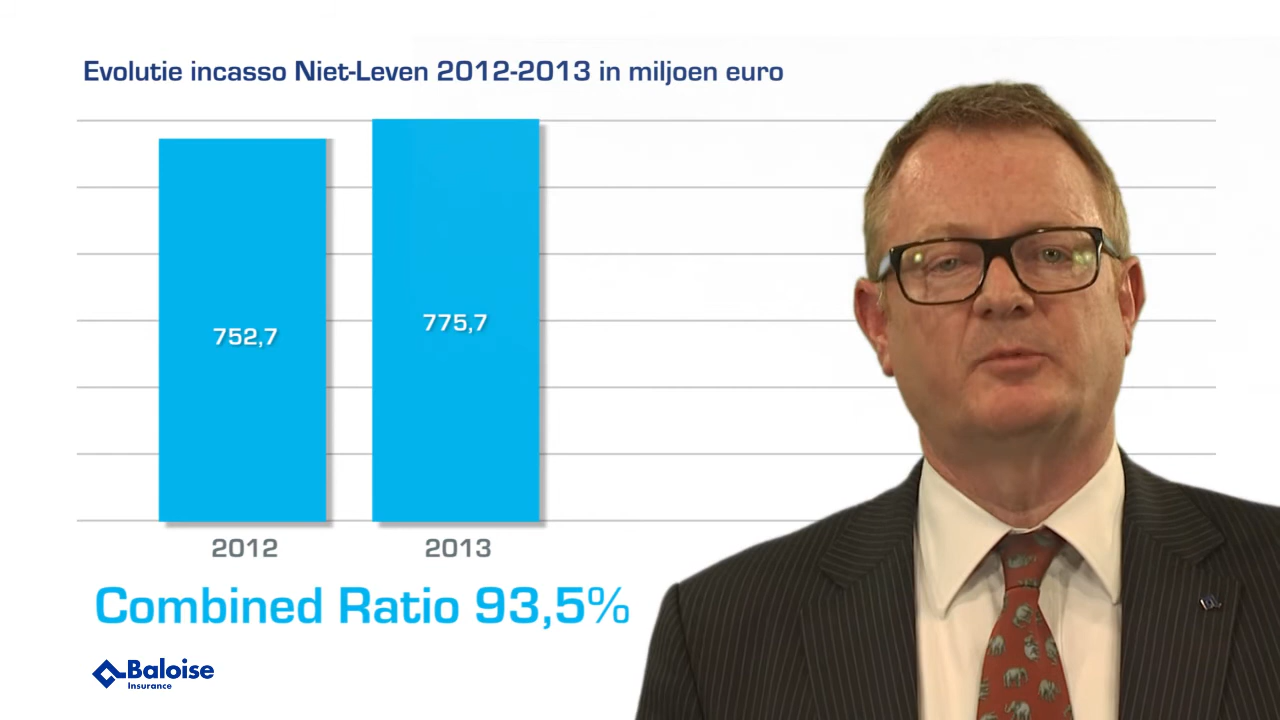 Evolutie incasso Niet-Leven 2012-2013 in miljoen euro
752,7
775,7
2012
2013
Combined Ratio 93,5%
Baloise
Insurance